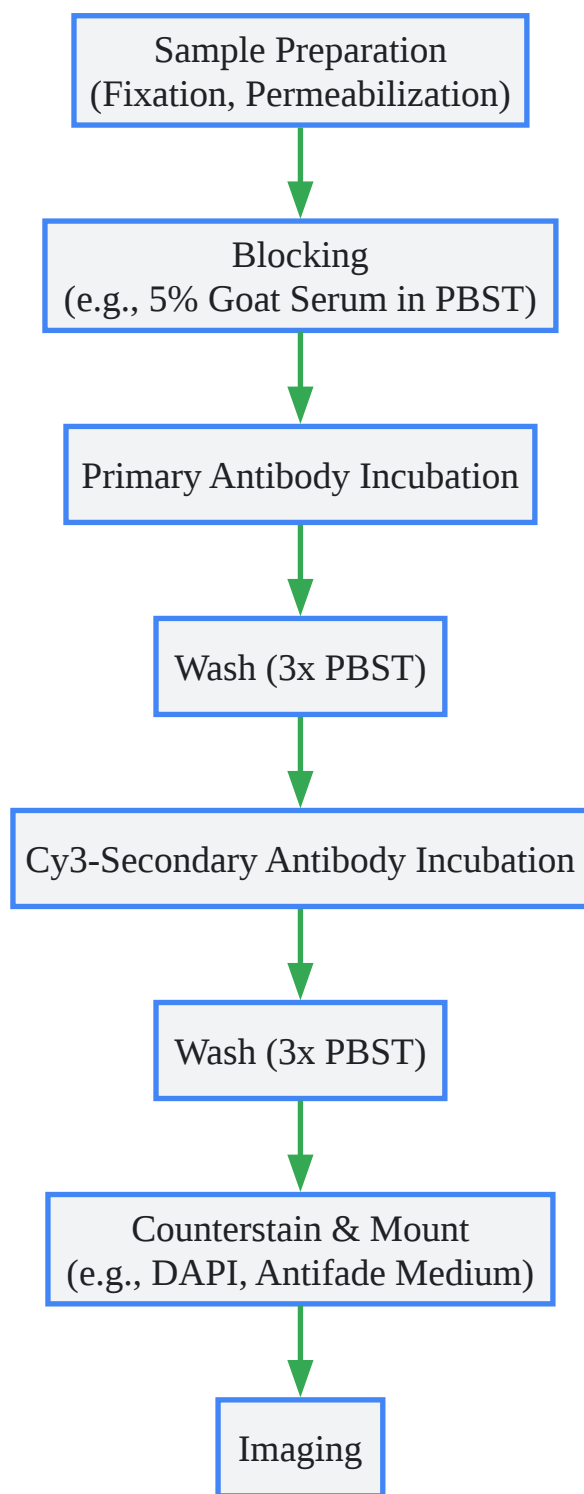 Sample Preparation
(Fixation, Permeabilization)
Blocking
(e.g., 5% Goat Serum in PBST)
Primary Antibody Incubation
Wash (3x PBST)
Cy3-Secondary Antibody Incubation
Wash (3x PBST)
Counterstain & Mount
(e.g., DAPI, Antifade Medium)
Imaging